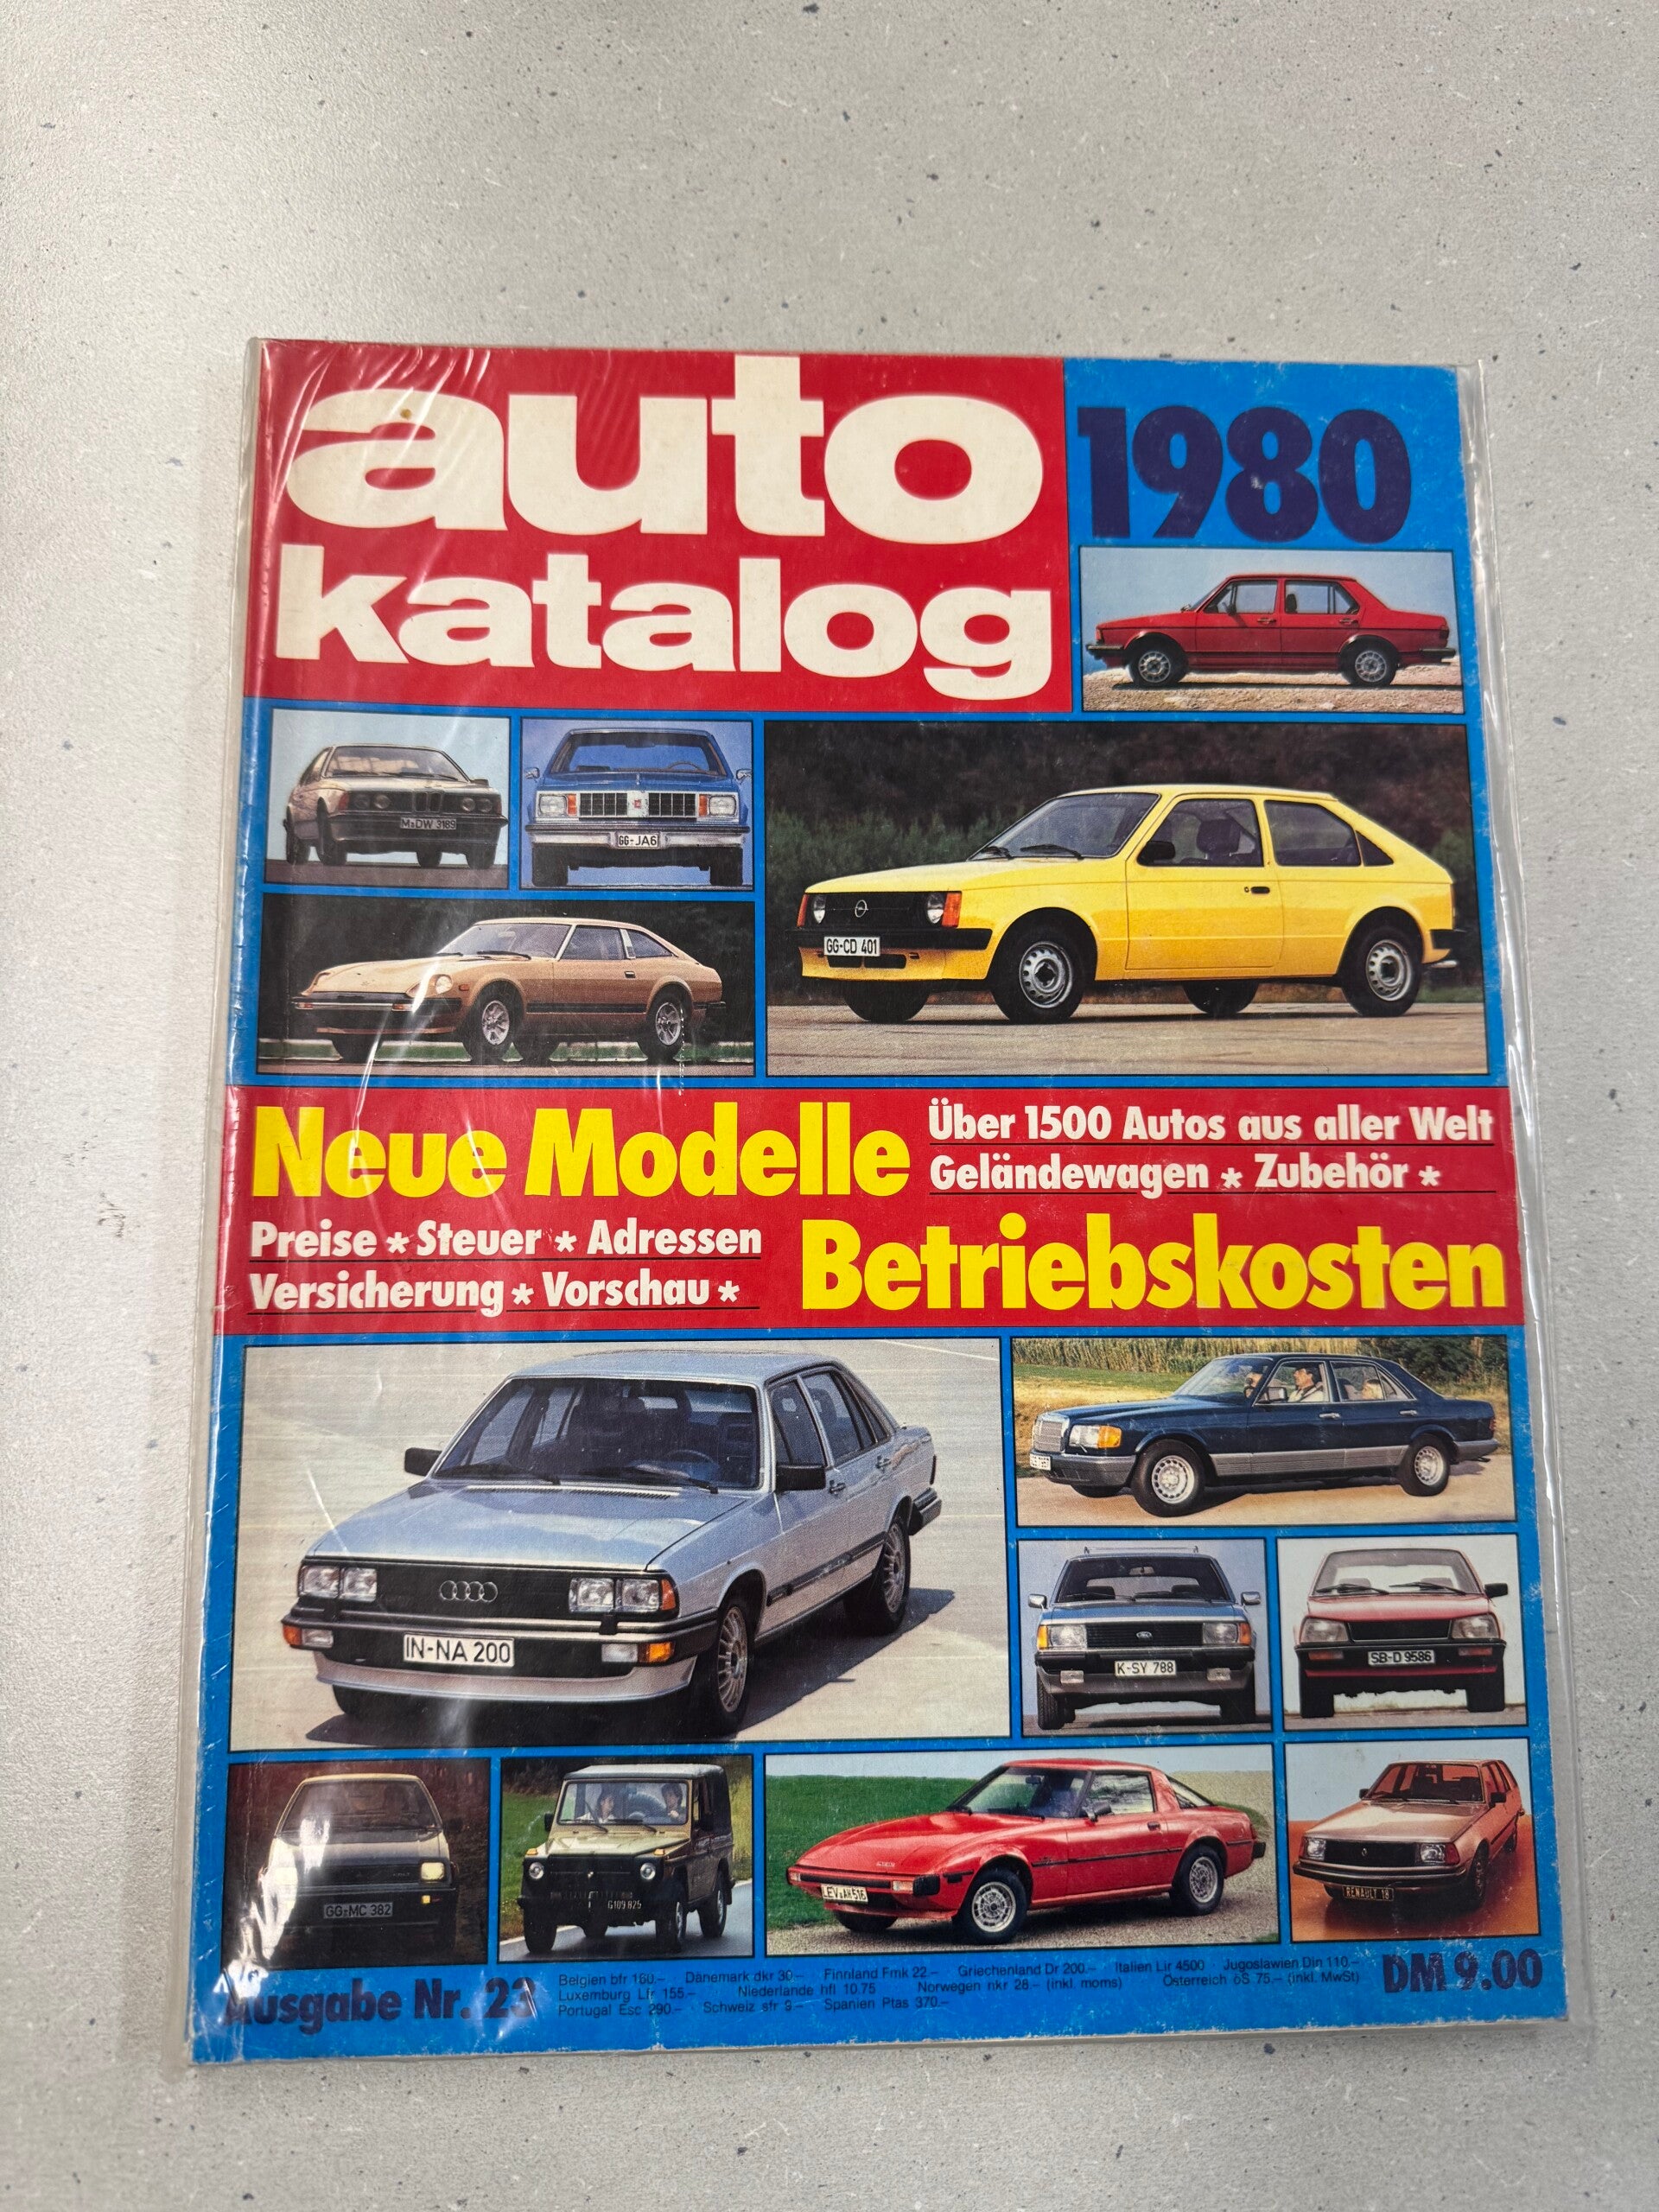 auto
katalog
1980
M-DW 3189
GG-JA6
GG-CD 401
Neue Modelle
Über 1500 Autos aus aller Welt
Geländewagen * Zubehör *
Preise * Steuer * Adressen
Versicherung * Vorschau *
Betriebskosten
IN-NA 200
K-SY 788
SB-D 9586
GG-MC 382
LEV-AH 516
RENAULT 18
Ausgabe Nr. 23
Belgien bfr 160.– Dänemark dkr 30– Finnland Fmk 22.– Griechenland Dr 200.– Italien Lir 4500 Jugoslawien Din 110.–
Luxemburg Lfr 155– Niederlande hfl 10.75 Norwegen nkr 28– (inkl. moms) Österreich öS 75.– (inkl. MwSt)
Portugal Esc 290.– Schweiz sfr 9– Spanien Ptas 370.–
DM 9.00